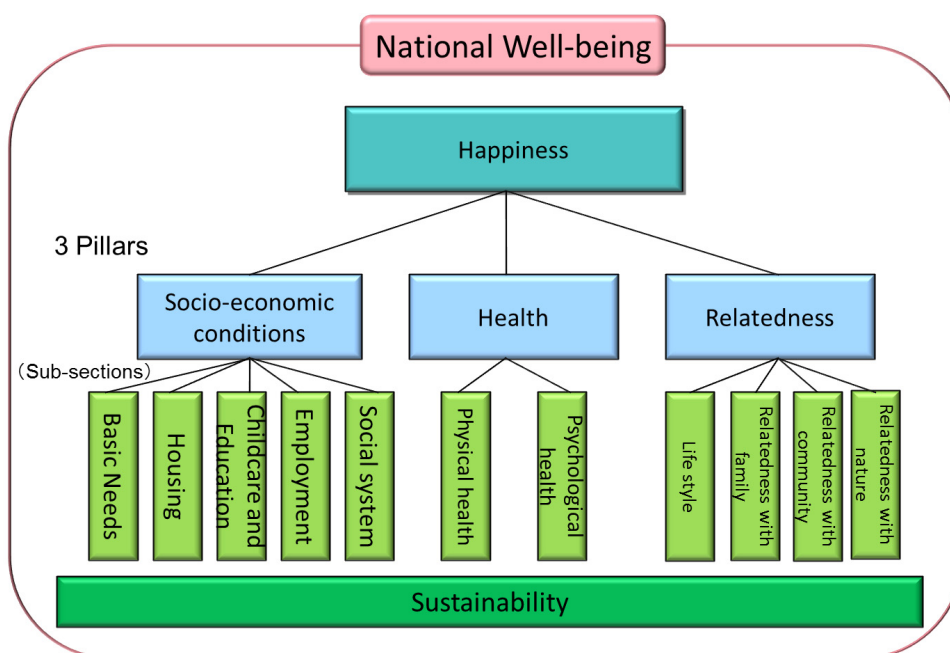 National Well-being
Happiness
3 Pillars
Socio-economic
conditions
Health
Relatedness
（Sub-sections）
Basic Needs
Housing
Childcare and
Education
Employment
Social system
Physical health
Psychological
health
Life style
Relatedness with
family
Relatedness with
community
Relatedness with
nature
Sustainability